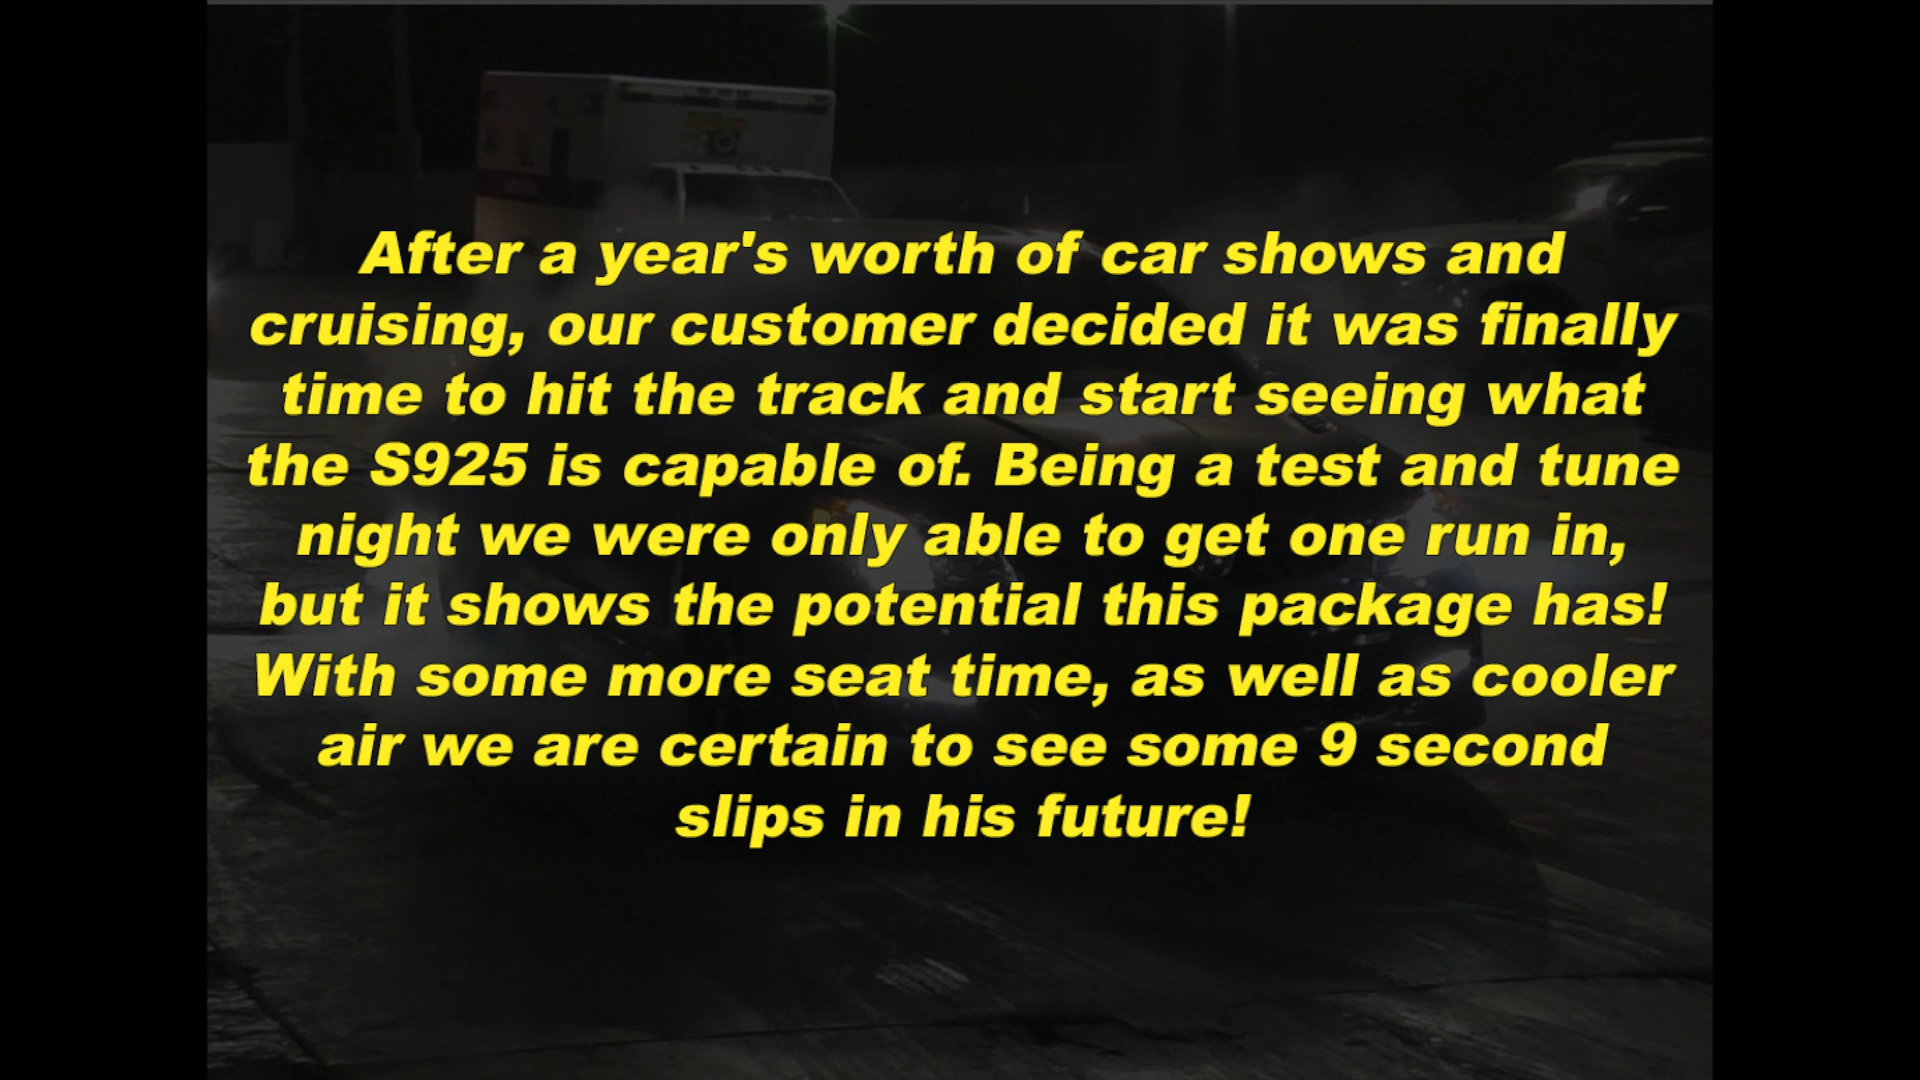 After a year's worth of car shows and
cruising, our customer decided it was finally
time to hit the track and start seeing what
the S925 is capable of. Being a test and tune
night we were only able to get one run in,
but it shows the potential this package has!
With some more seat time, as well as cooler
air we are certain to see some 9 second
slips in his future!